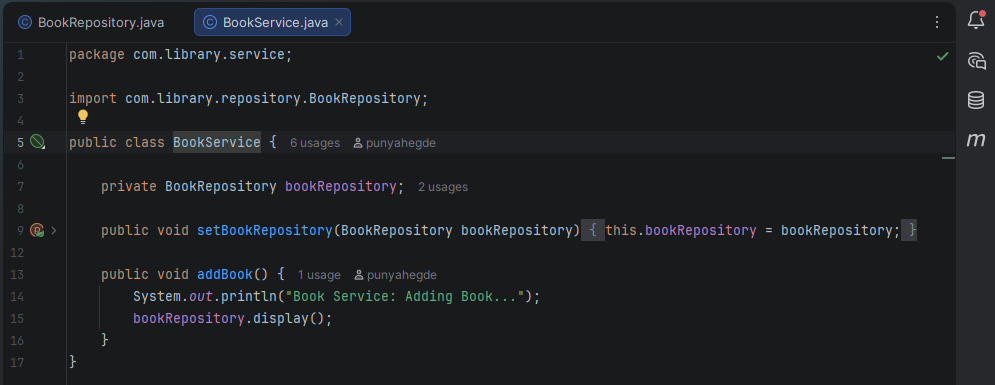 BookRepository.java
BookService.java
1 package com.library.service;
2
3 import com.library.repository.BookRepository;
4
5 public class BookService { 6 usages punyahegde
6
7 private BookRepository bookRepository; 2 usages
8
9 public void setBookRepository(BookRepository bookRepository) { this.bookRepository = bookRepository; }
12
13 public void addBook() { 1 usage punyahegde
14 System.out.println("Book Service: Adding Book...");
15 bookRepository.display();
16 }
17 }
m